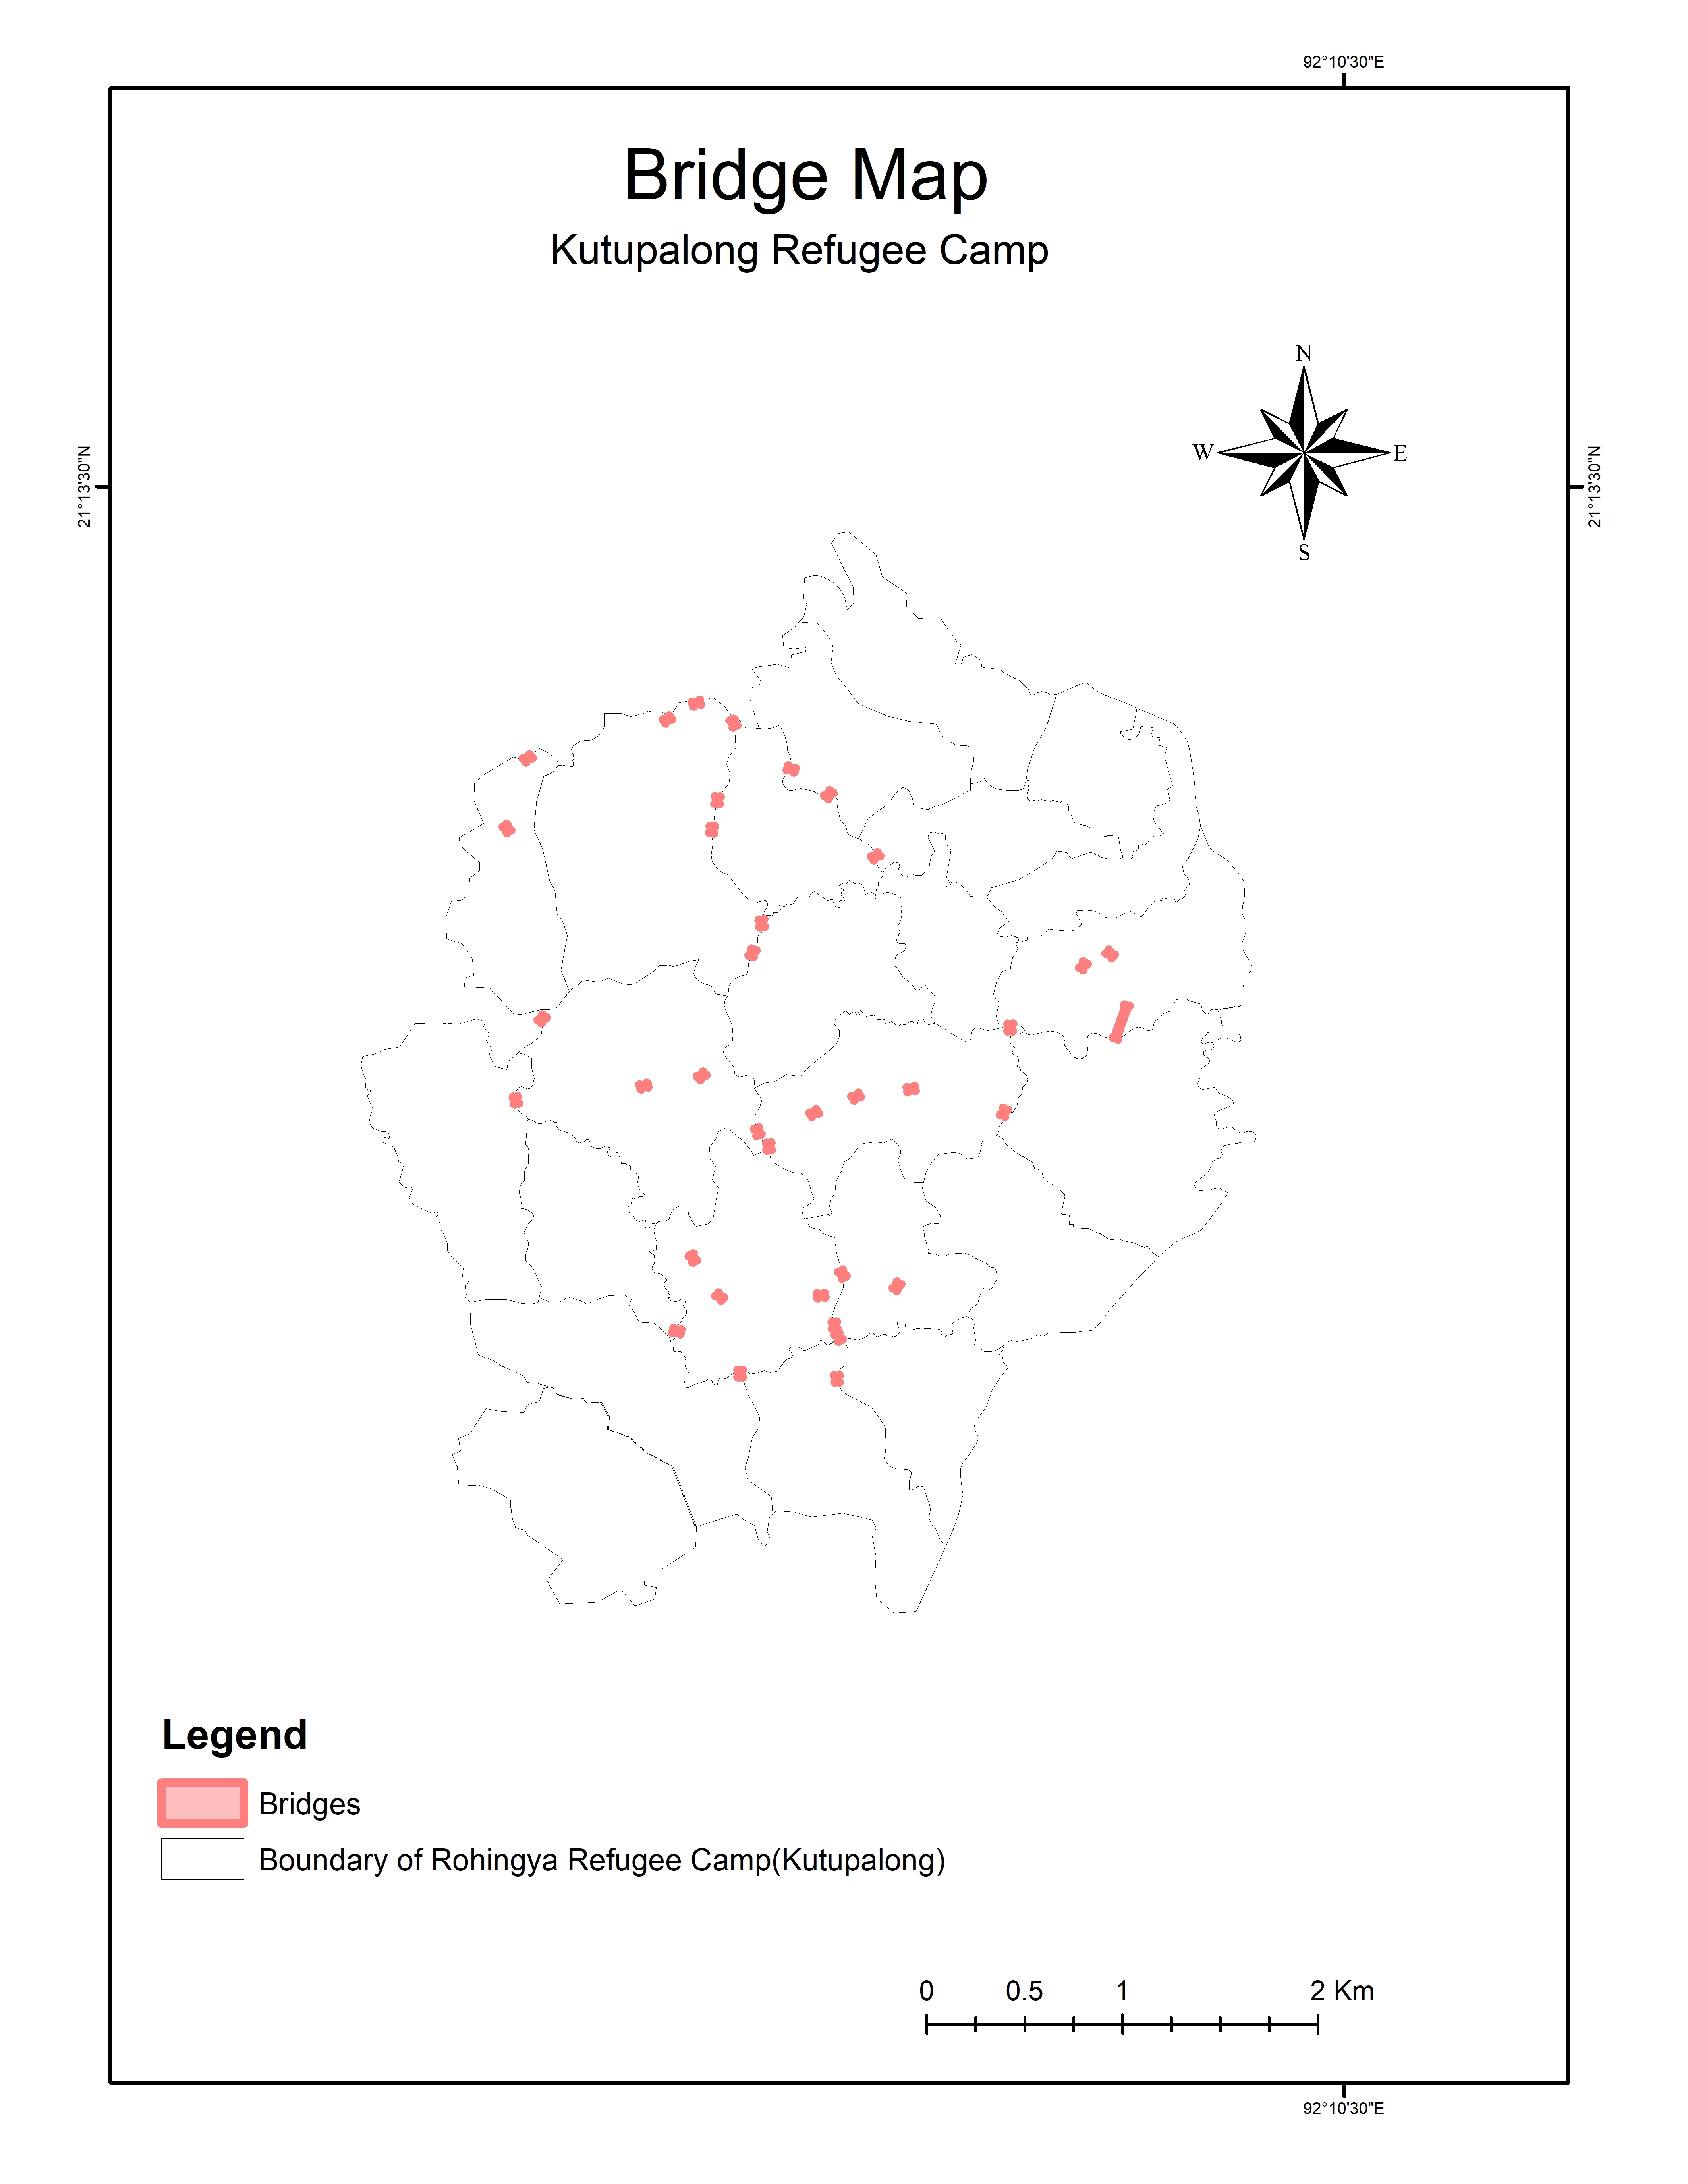 92°10'30"E
Bridge Map
Kutupalong Refugee Camp
N
W
E
S
21°13'30"N
21°13'30"N
Legend
Bridges
Boundary of Rohingya Refugee Camp(Kutupalong)
0 0.5 1 2 Km
92°10'30"E